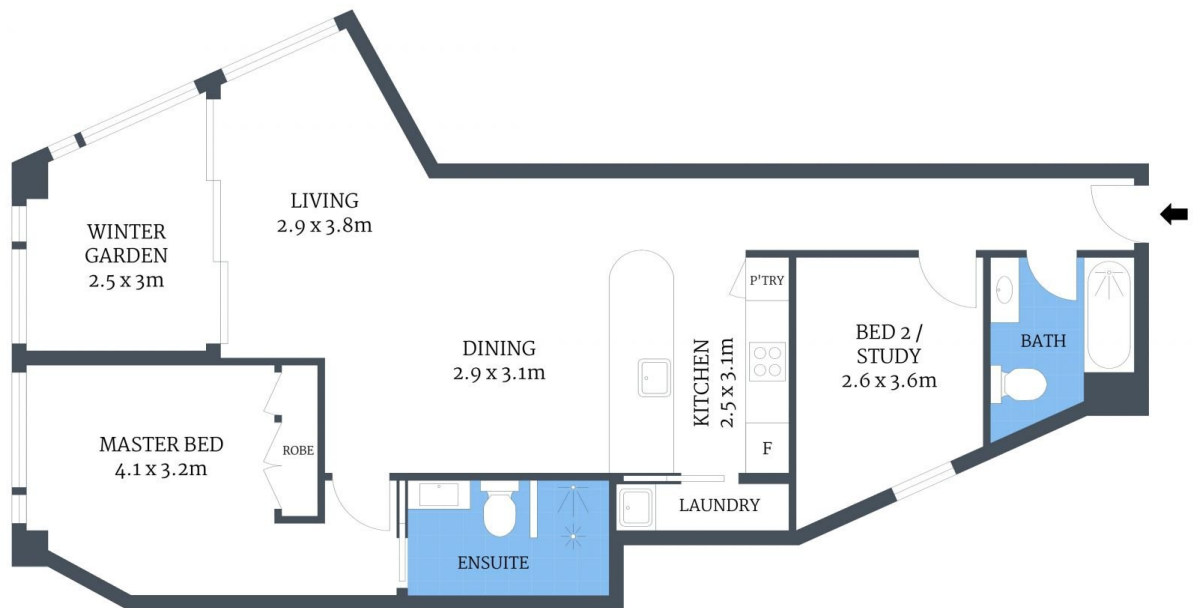 LIVING
2.9 x 3.8m
WINTER
GARDEN
2.5 x 3m
P'TRY
DINING
2.9 x 3.1m
KITCHEN
2.5 x 3.1m
BED 2 /
STUDY
2.6 x 3.6m
BATH
MASTER BED
4.1 x 3.2m
ROBE
F
LAUNDRY
ENSUITE